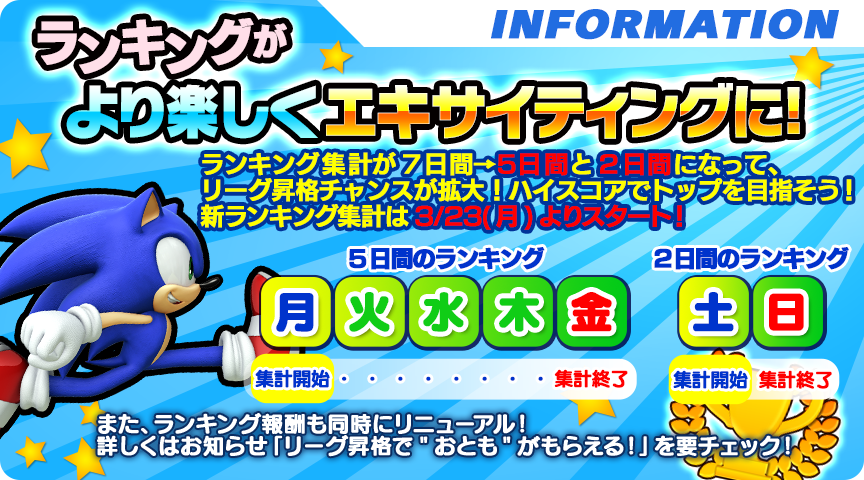 INFORMATION
ランキングが
より楽しくエキサイティングに!
ランキング集計が7日間→5日間と2日間になって、
リーグ昇格チャンスが拡大!ハイスコアでトップを目指そう!
新ランキング集計は3/23(月)よりスタート!
5日間のランキング
2日間のランキング
月 火 水 木 金 土 日
集計開始・・・・・・・・・集計終了 集計開始 集計終了
また、ランキング報酬も同時にリニューアル!
詳しくはお知らせ「リーグ昇格で"おとも"がもらえる!」を要チェック!